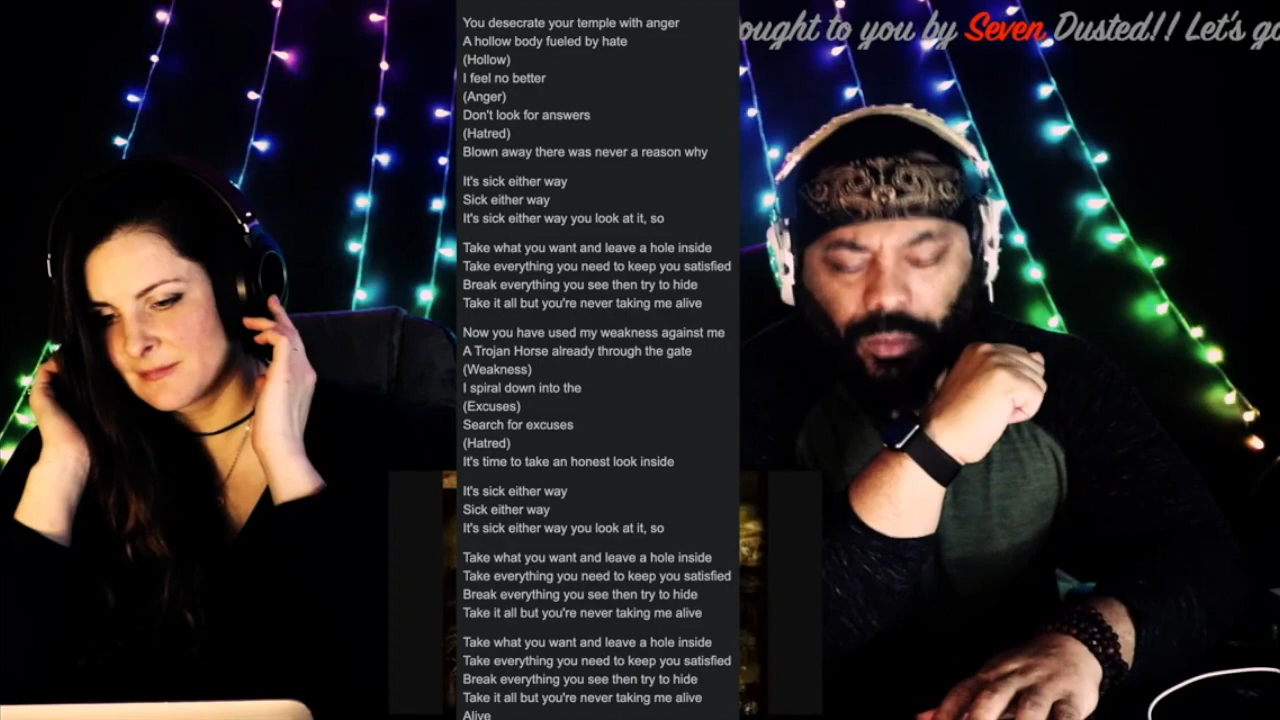 ought to you by Seven Dusted!! Let's go
You desecrate your temple with anger
A hollow body fueled by hate
(Hollow)
I feel no better
(Anger)
Don't look for answers
(Hatred)
Blown away there was never a reason why
It's sick either way
Sick either way
It's sick either way you look at it, so
Take what you want and leave a hole inside
Take everything you need to keep you satisfied
Break everything you see then try to hide
Take it all but you're never taking me alive
Now you have used my weakness against me
A Trojan Horse already through the gate
(Weakness)
I spiral down into the
(Excuses)
Search for excuses
(Hatred)
It's time to take an honest look inside
It's sick either way
Sick either way
It's sick either way you look at it, so
Take what you want and leave a hole inside
Take everything you need to keep you satisfied
Break everything you see then try to hide
Take it all but you're never taking me alive
Take what you want and leave a hole inside
Take everything you need to keep you satisfied
Break everything you see then try to hide
Take it all but you're never taking me alive
Alive